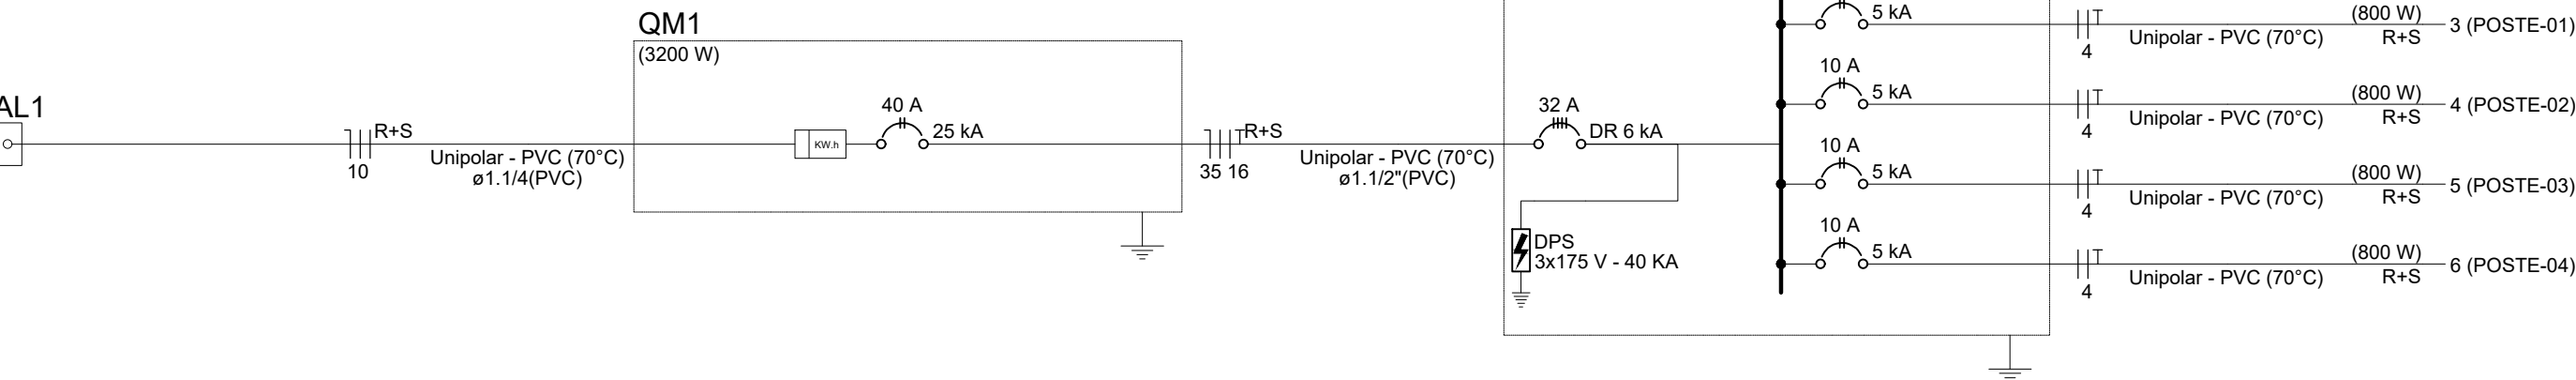 QM1
(3200 W)
AL1
R+S
10
Unipolar - PVC (70°C)
ø1.1/4(PVC)
KW.h
40 A
25 kA
R+S
35 16
Unipolar - PVC (70°C)
ø1.1/2"(PVC)
32 A
DR 6 kA
DPS
3x175 V - 40 KA
5 kA
T
4
Unipolar - PVC (70°C)
(800 W)
R+S
3 (POSTE-01)
10 A
5 kA
T
4
Unipolar - PVC (70°C)
(800 W)
R+S
4 (POSTE-02)
10 A
5 kA
T
4
Unipolar - PVC (70°C)
(800 W)
R+S
5 (POSTE-03)
10 A
5 kA
T
4
Unipolar - PVC (70°C)
(800 W)
R+S
6 (POSTE-04)